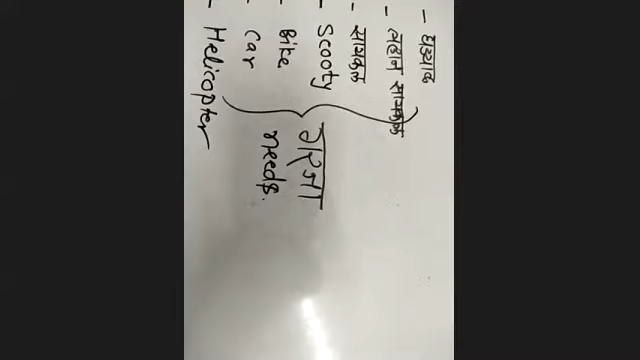 - लहान सायकल
- सायकल
- Scooty
- Bike
- Car
- Helicopter
गरजा
needs.